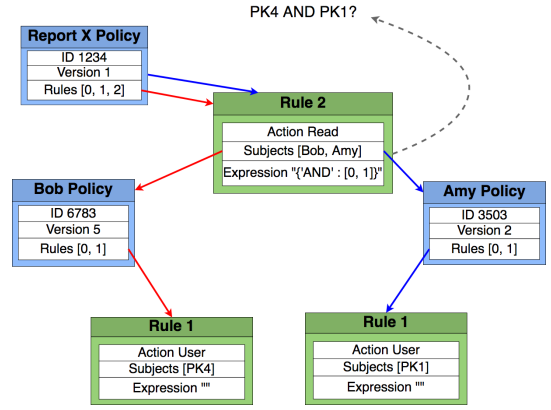 PK4 AND PK1?
Report X Policy
ID 1234
Version 1
Rules [0, 1, 2]
Rule 2
Action Read
Subjects [Bob, Amy]
Expression "{'AND' : [0, 1]}"
Bob Policy
ID 6783
Version 5
Rules [0, 1]
Amy Policy
ID 3503
Version 2
Rules [0, 1]
Rule 1
Action User
Subjects [PK4]
Expression ""
Rule 1
Action User
Subjects [PK1]
Expression ""